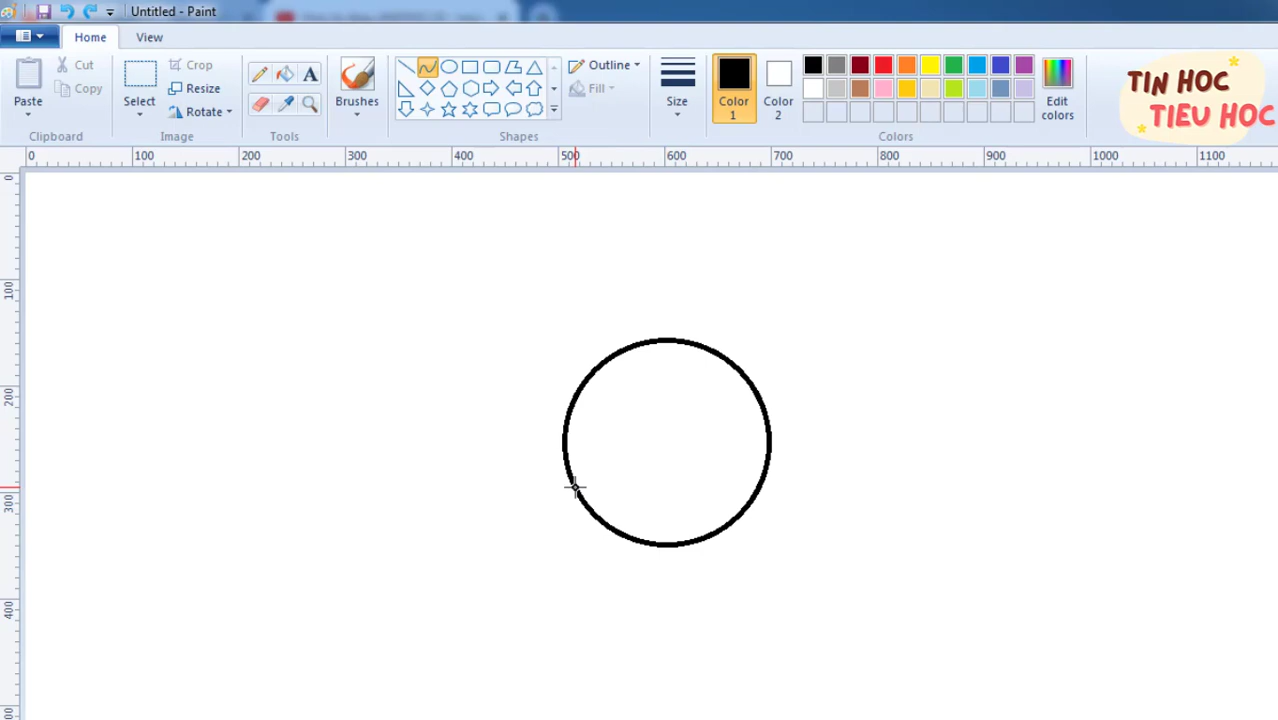 Untitled - Paint
Home View
Paste
Cut
Copy
Clipboard
Select
Crop
Resize
Rotate
Image
A
Tools
Brushes
Outline
Fill
Shapes
Size
Color 1
Color 2
Edit colors
Colors
TIN HOC
TIEU HOC
0 100 200 300 400 500 600 700 800 900 1000 1100
0
100
200
300
400